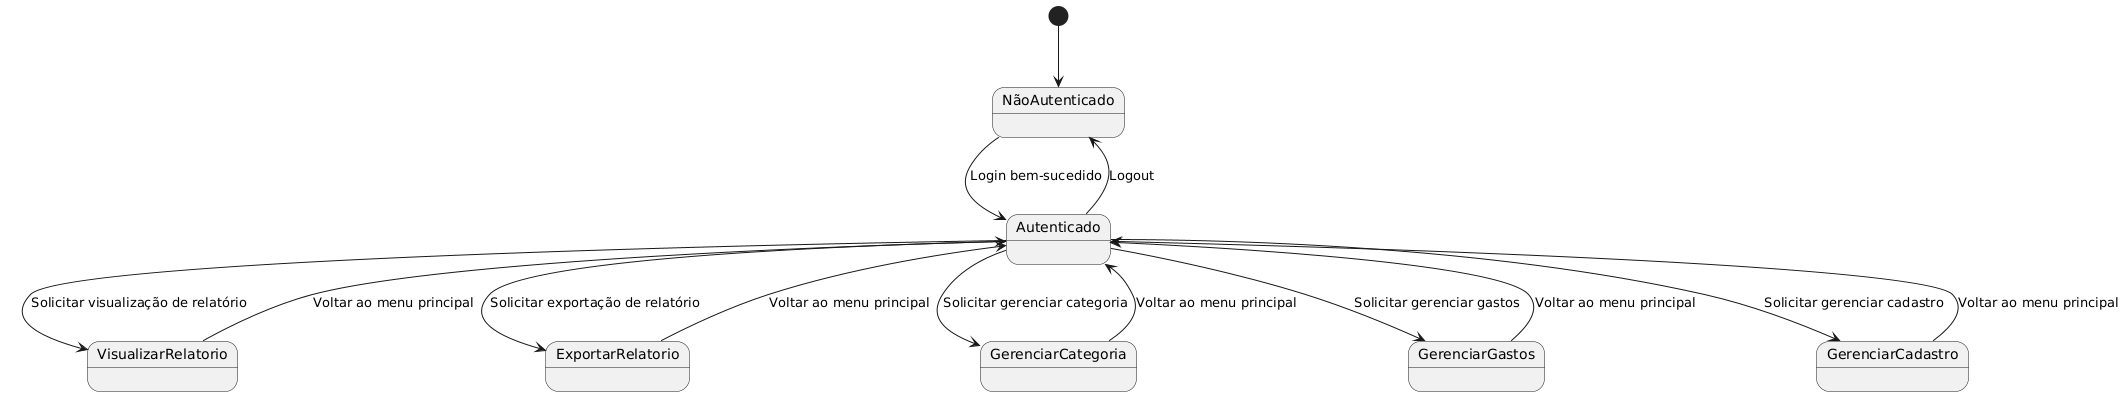 NãoAutenticado
Login bem-sucedido
Logout
Autenticado
Solicitar visualização de relatório
Voltar ao menu principal
Solicitar exportação de relatório
Voltar ao menu principal
Solicitar gerenciar categoria
Voltar ao menu principal
Solicitar gerenciar gastos
Voltar ao menu principal
Solicitar gerenciar cadastro
Voltar ao menu principal
VisualizarRelatorio
ExportarRelatorio
GerenciarCategoria
GerenciarGastos
GerenciarCadastro